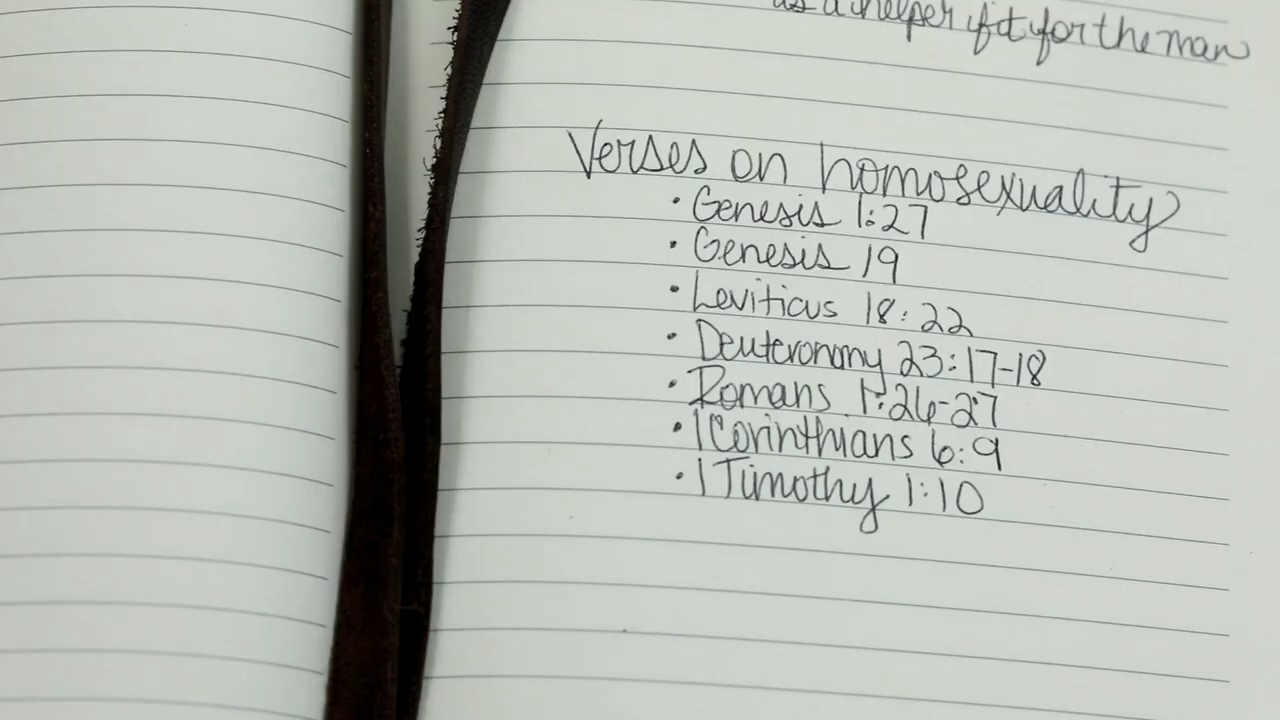 as a helper fit for the man
Verses on homosexuality
• Genesis 1:27
• Genesis 19
• Leviticus 18:22
• Deuteronomy 23:17-18
• Romans 1:26-27
• 1 Corinthians 6:9
• 1 Timothy 1:10